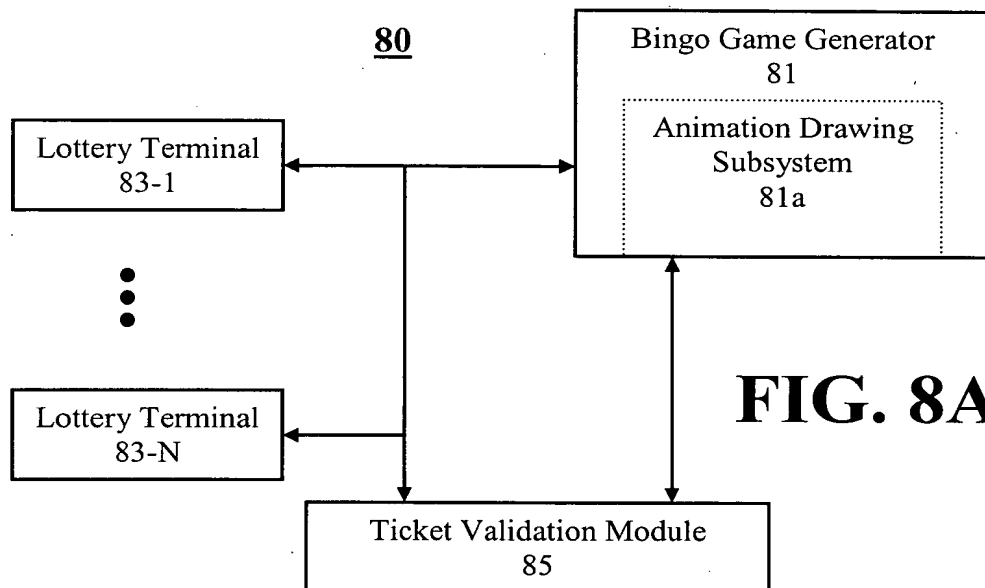 80
Bingo Game Generator
81
Animation Drawing
Subsystem
81a
Lottery Terminal
83-1
Lottery Terminal
83-N
FIG. 8A
Ticket Validation Module
85